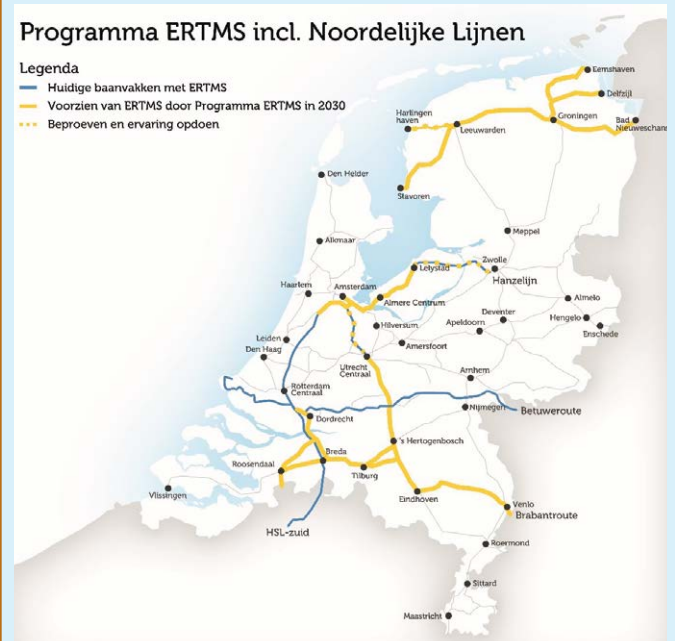 Programma ERTMS incl. Noordelijke Lijnen
Legenda
Huidige baanvakken met ERTMS
Voorzien van ERTMS door Programma ERTMS in 2030
Beproeven en ervaring opdoen
Eemshaven
Delfzijl
Harlingen
haven
Leeuwarden
Groningen
Bad
Nieuweschans
Stavoren
Den Helder
Meppel
Alkmaar
Lelystad
Zwolle
Hanzelijn
Haarlem
Amsterdam
Almere Centrum
Almelo
Deventer
Hengelo
Enschede
Hilversum
Apeldoorn
Leiden
Amersfoort
Den Haag
Utrecht
Centraal
Arnhem
Rotterdam
Centraal
Nijmegen
Betuweroute
Dordrecht
's Hertogenbosch
Breda
Roosendaal
Tilburg
Vlissingen
Eindhoven
Venlo
Brabantroute
HSL-zuid
Roermond
Sittard
Maastricht